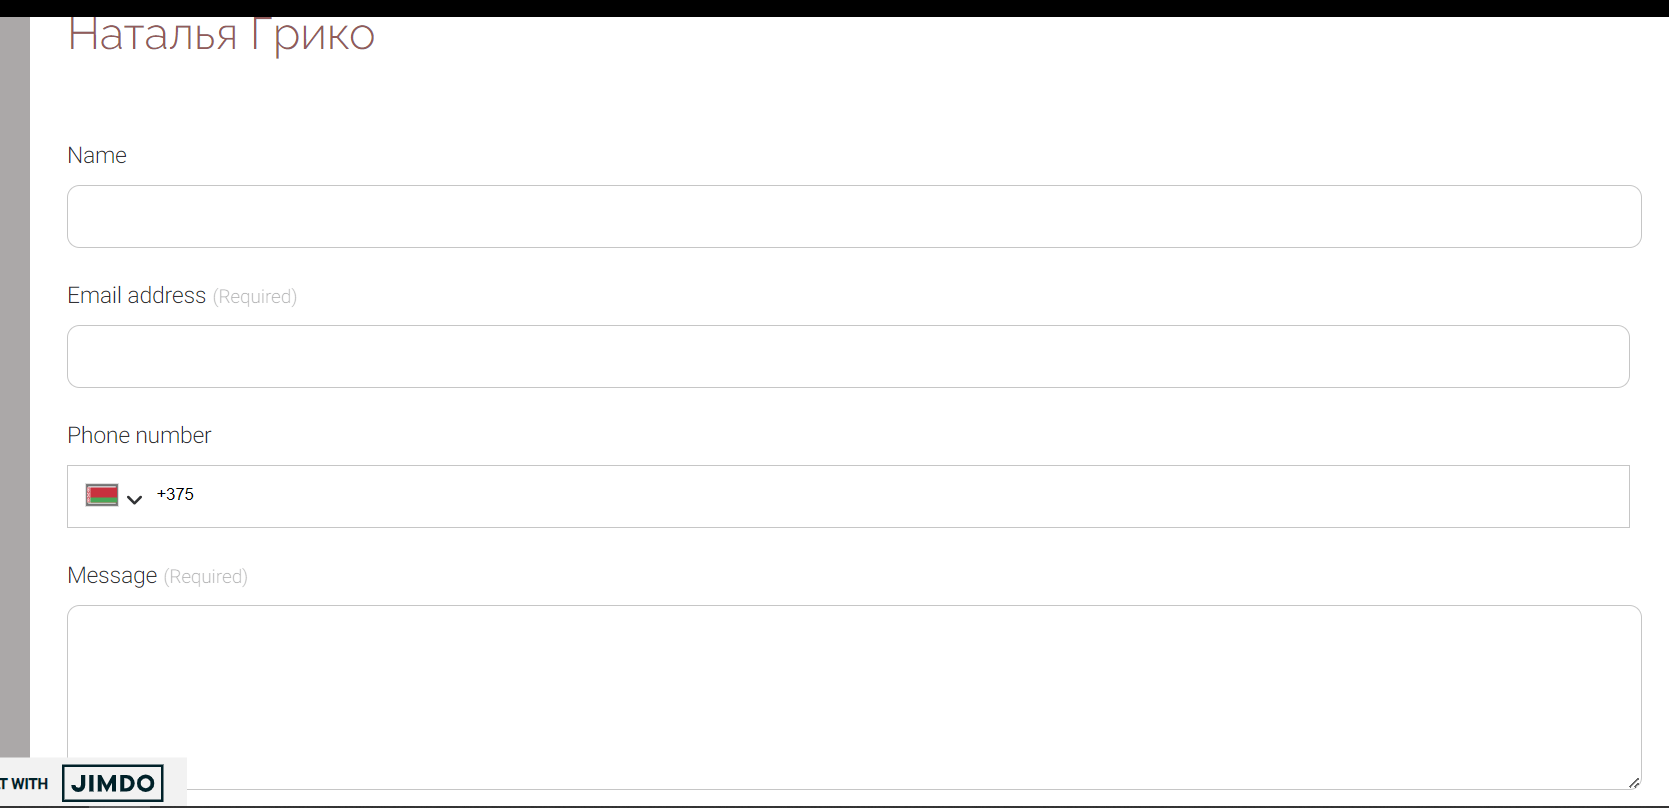 Наталья Грико
Name
Email address (Required)
Phone number
+375
Message (Required)
T WITH JIMDO